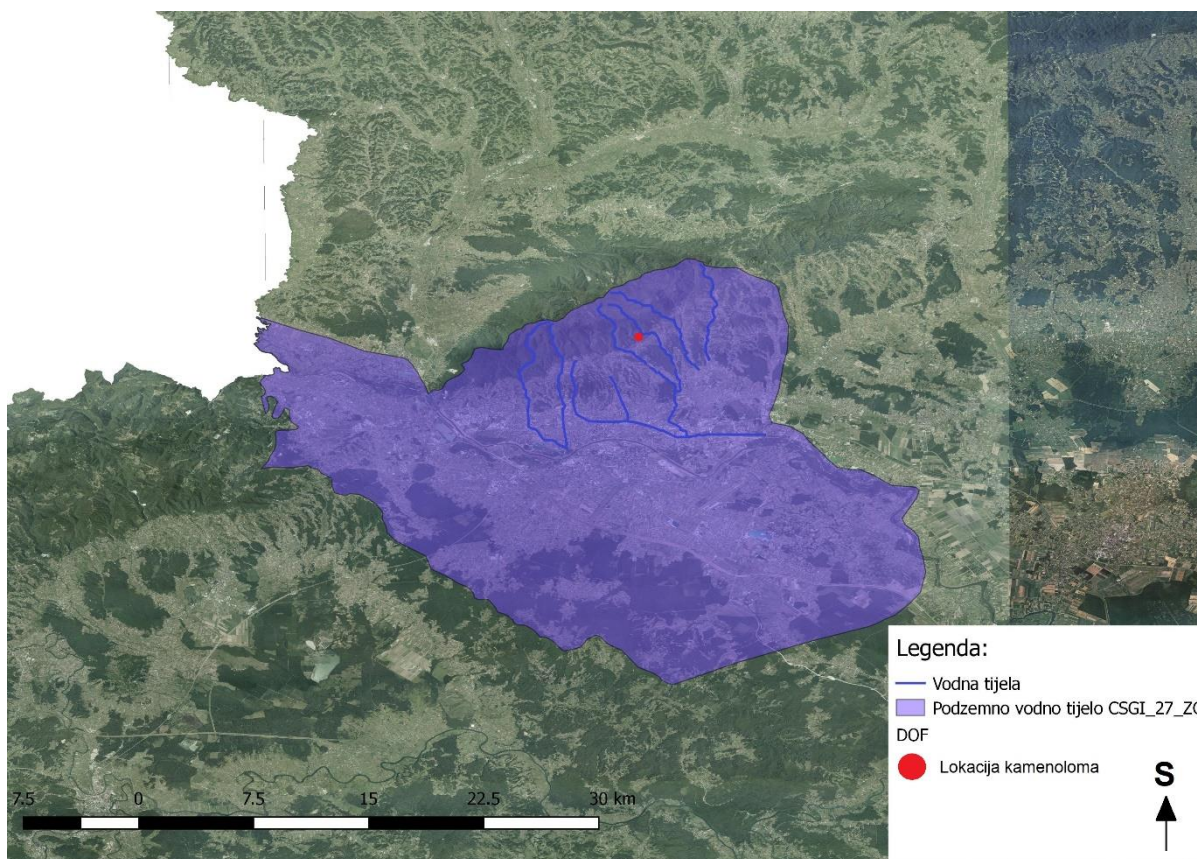 Legenda:
Vodna tijela
Podzemno vodno tijelo CSGI_27_ZG
DOF
Lokacija kamenoloma
S
7.5 0 7.5 15 22.5 30 km